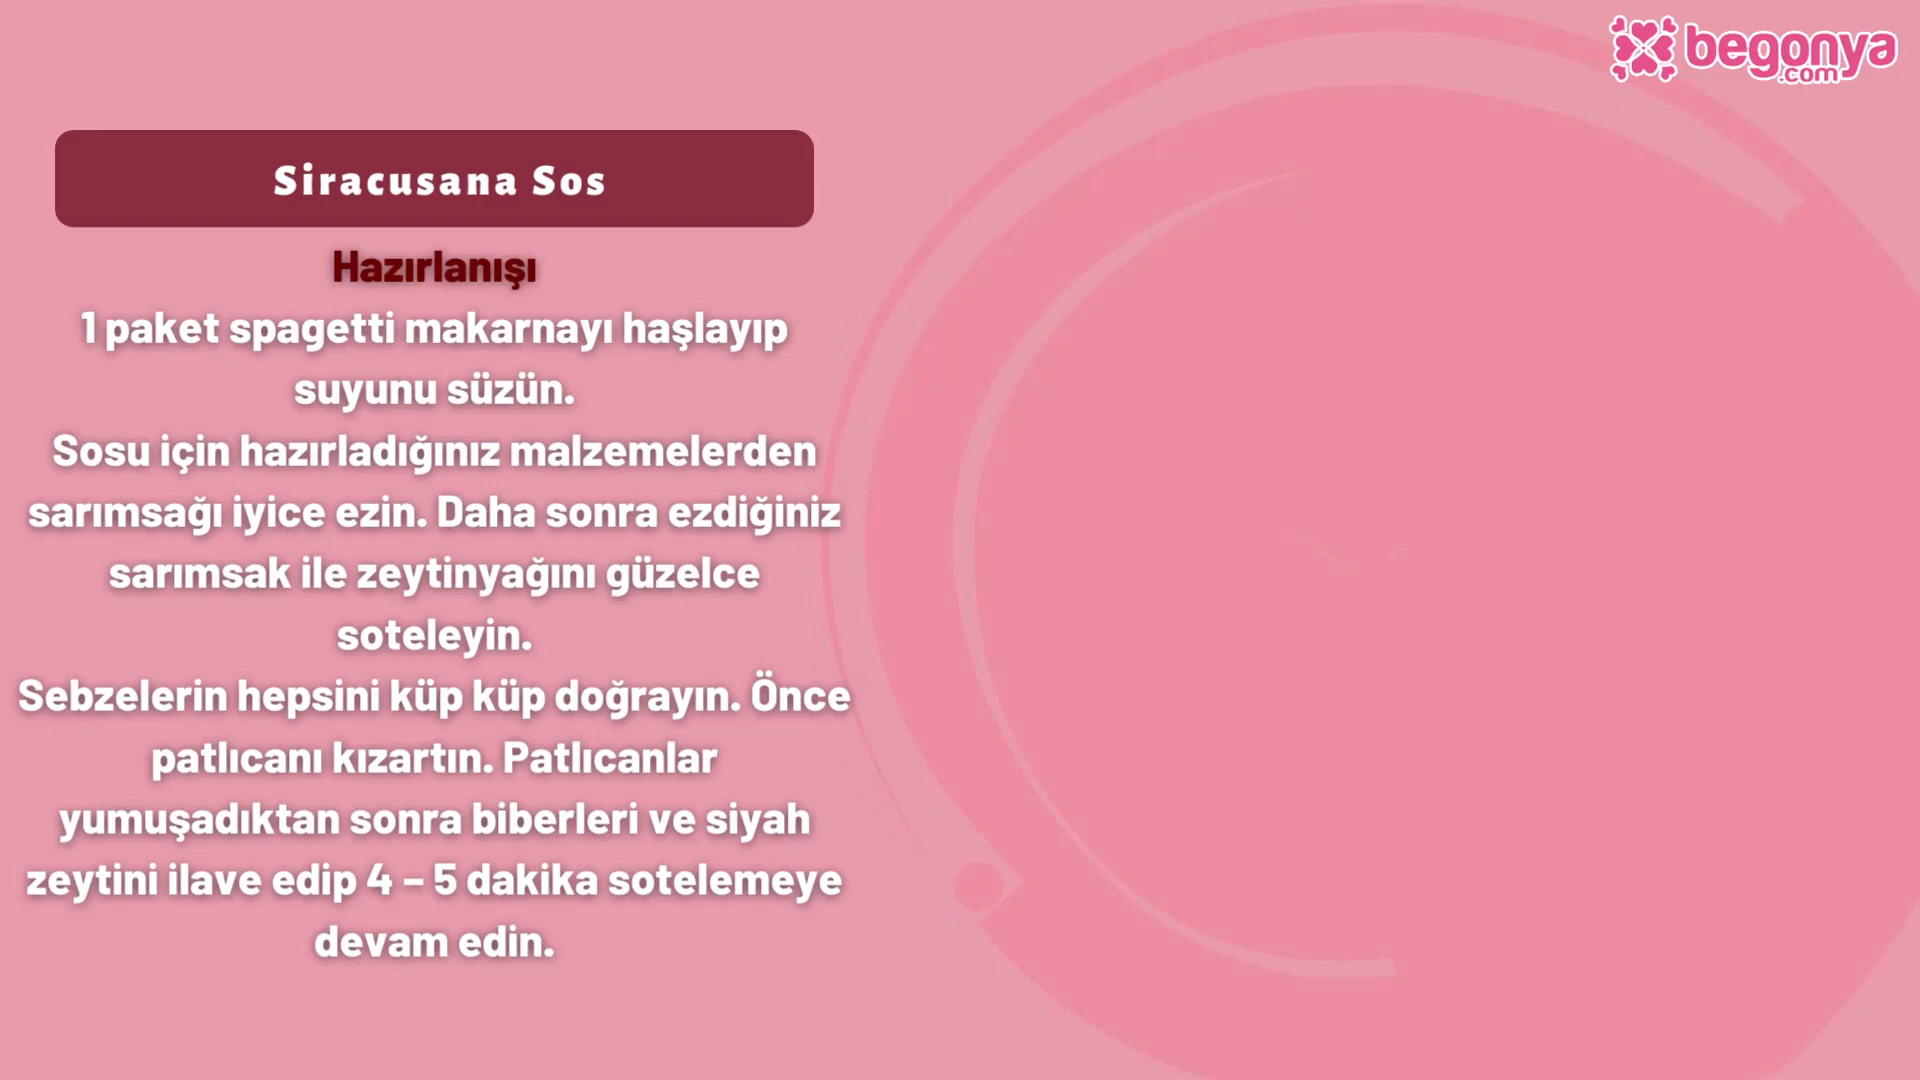 begonya
.com
Siracusana Sos
Hazırlanışı
1 paket spagetti makarnayı haşlayıp
suyunu süzün.
Sosu için hazırladığınız malzemelerden
sarımsağı iyice ezin. Daha sonra ezdiğiniz
sarımsak ile zeytinyağını güzelce
soteleyin.
Sebzelerin hepsini küp küp doğrayın. Önce
patlıcanı kızartın. Patlıcanlar
yumuşadıktan sonra biberleri ve siyah
zeytini ilave edip 4 – 5 dakika sotelemeye
devam edin.